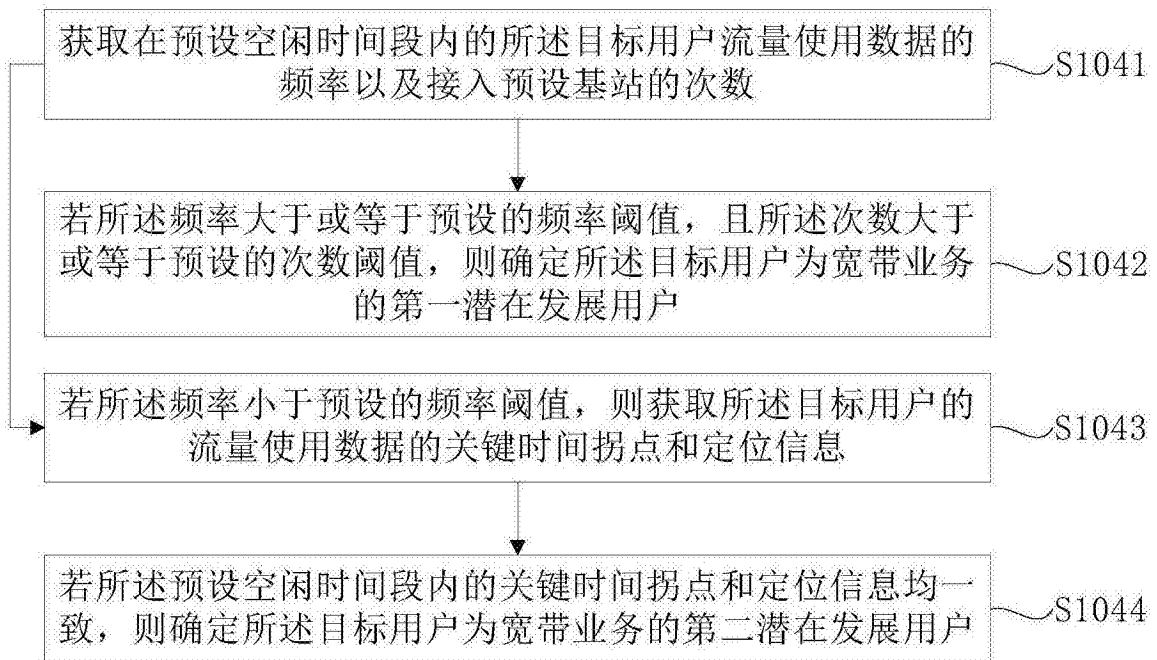 获取在预设空闲时间段内的所述目标用户流量使用数据的
频率以及接入预设基站的次数
S1041
若所述频率大于或等于预设的频率阈值，且所述次数大于
或等于预设的次数阈值，则确定所述目标用户为宽带业务
的第一潜在发展用户
S1042
若所述频率小于预设的频率阈值，则获取所述目标用户的
流量使用数据的关键时间拐点和定位信息
S1043
若所述预设空闲时间段内的关键时间拐点和定位信息均一
致，则确定所述目标用户为宽带业务的第二潜在发展用户
S1044